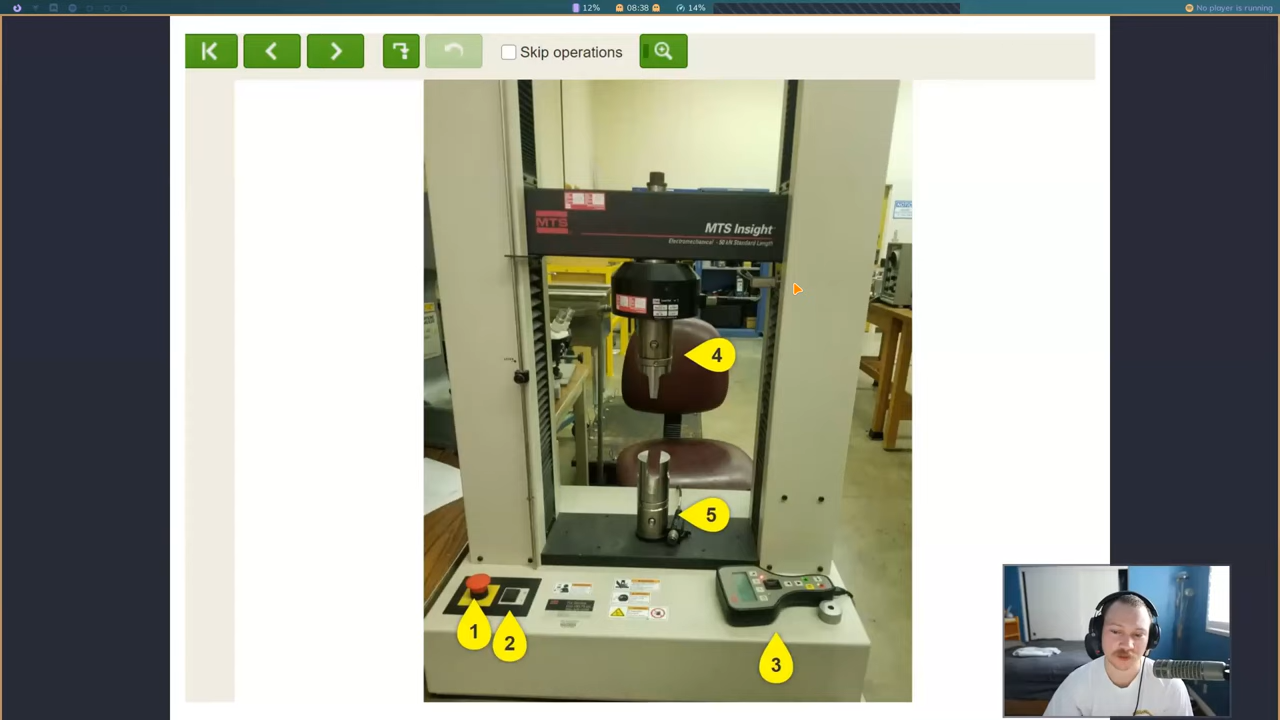 12%
08:38
14%
No player is running
Skip operations
MTS
MTS Insight
Electromechanical - 50 kN Standard Length
4
5
1
2
3